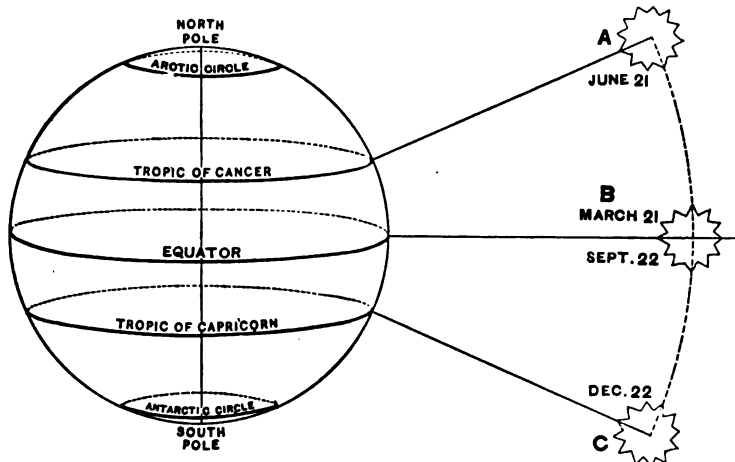 NORTH
POLE
ARCTIC CIRCLE
A
JUNE 21
TROPIC OF CANCER
B
MARCH 21
EQUATOR
SEPT. 22
TROPIC OF CAPRICORN
DEC. 22
ANTARCTIC CIRCLE
C
SOUTH
POLE